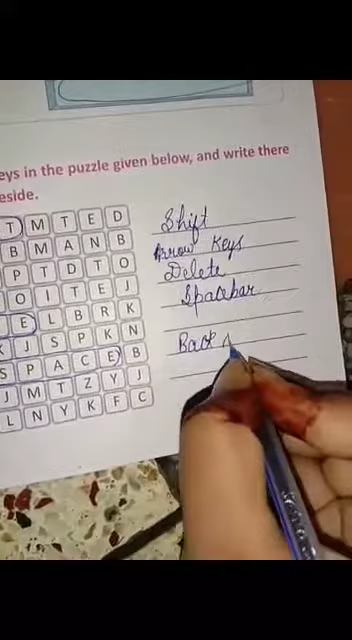 eys in the puzzle given below, and write there
eside.
T M T E D
B M A N B
P T D T O
O I T E J
E L B R K
K J S P K N
S P A C E B
J M T Z Y J
L N Y K F C
Shift
Arrow Keys
Delete
Spacebar
Back